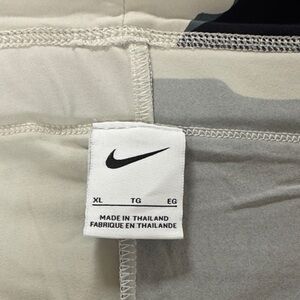 XL TG EG
MADE IN THAILAND
FABRIQUE EN THAILANDE